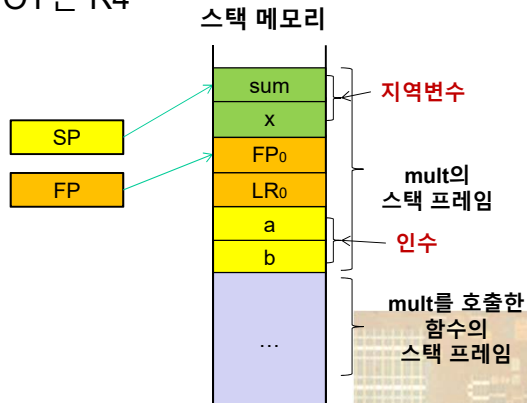 스택 메모리
sum
x
FP0
LR0
a
b
…
SP
FP
지역변수
mult의
스택 프레임
인수
mult를 호출한
함수의
스택 프레임